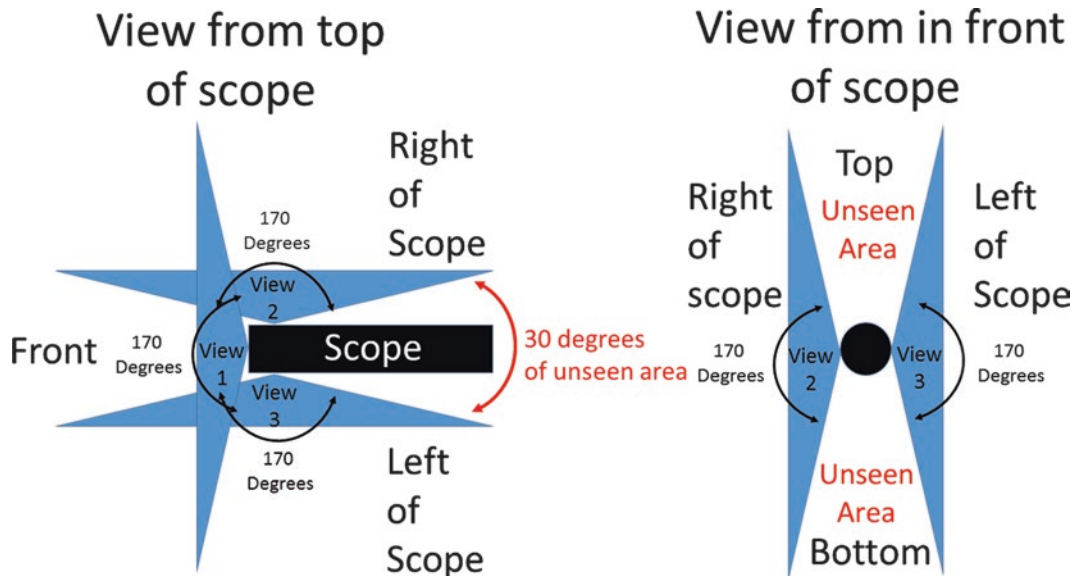 View from top
of scope
Right
of
Scope
170
Degrees
View
2
Front
170
Degrees
View
1
Scope
30 degrees
of unseen area
View
3
170
Degrees
Left
of
Scope
View from in front
of scope
Top
Unseen
Area
Right
of
scope
Left
of
Scope
170
Degrees
View
2
View
3
170
Degrees
Unseen
Area
Bottom